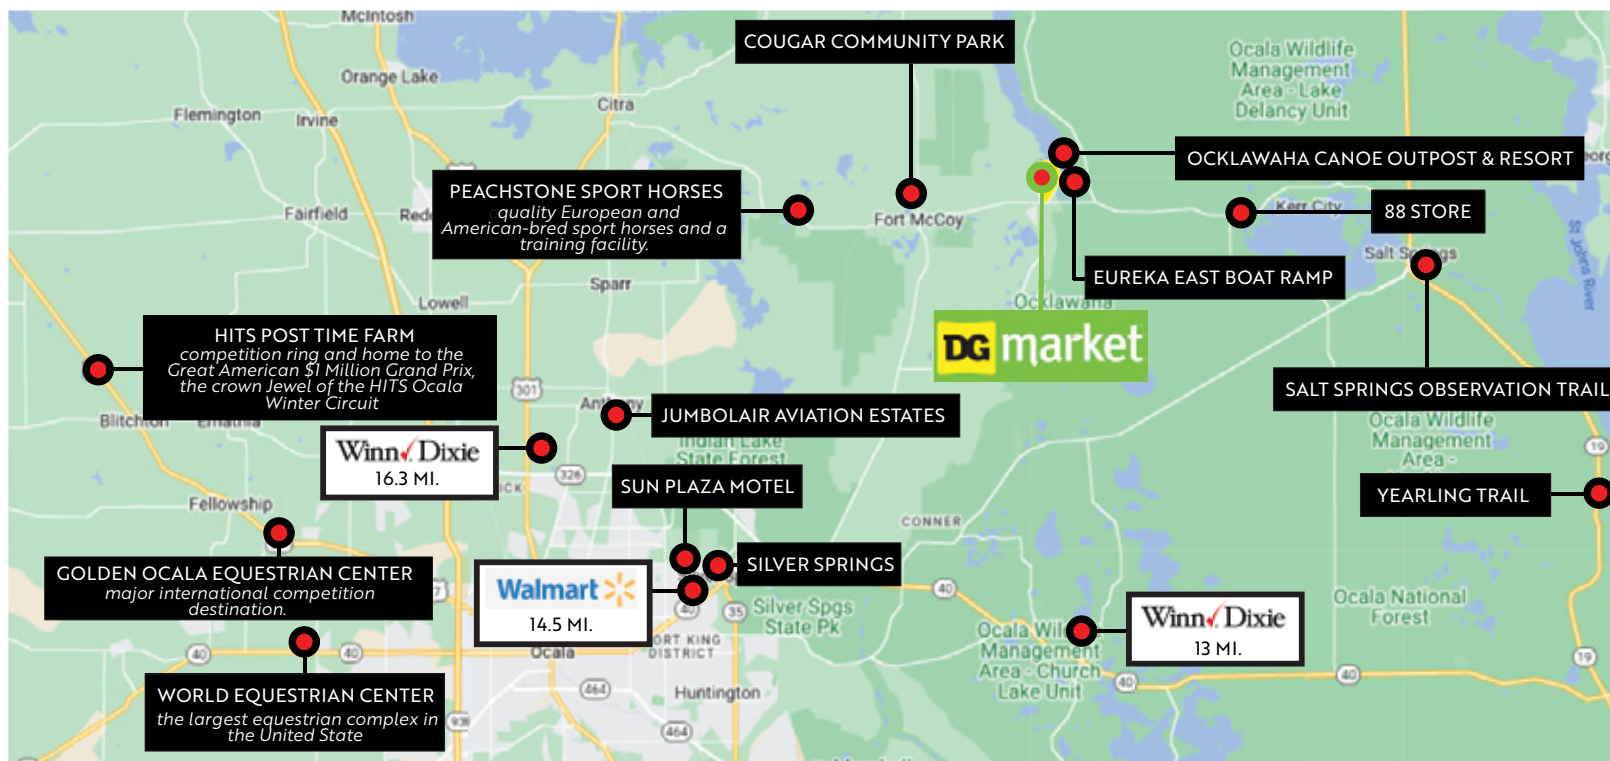 McIntosh
COUGAR COMMUNITY PARK
Ocala Wildlife
Management
Area - Lake
Delancy Unit
Orange Lake
Citra
Flemington
Irvine
OCKLAWAHA CANOE OUTPOST & RESORT
PEACHSTONE SPORT HORSES
quality European and
American-bred sport horses and a
training facility.
Fairfield
Fort McCoy
Kerr City
88 STORE
St Johns River
Salt Springs
EUREKA EAST BOAT RAMP
Sparr
Lowell
Ocklawaha
DG market
HITS POST TIME FARM
competition ring and home to the
Great American $1 Million Grand Prix,
the crown Jewel of the HITS Ocala
Winter Circuit
301
SALT SPRINGS OBSERVATION TRAIL
Blitchton
JUMBOLAIR AVIATION ESTATES
Indian Lake
State Forest
Ocala Wildlife
Management
Area -
19
Winn Dixie
16.3 MI.
326
SUN PLAZA MOTEL
YEARLING TRAIL
Fellowship
CONNER
GOLDEN OCALA EQUESTRIAN CENTER
major international competition
destination.
SILVER SPRINGS
Walmart
14.5 MI.
40
40
35
Silver Spgs
State Pk
Ocala National
Forest
Winn Dixie
13 MI.
Management
Area - Church
Lake Unit
40
40
DISTRICT
Ocala
19
40
40
WORLD EQUESTRIAN CENTER
the largest equestrian complex in
the United State
464
Huntington
464